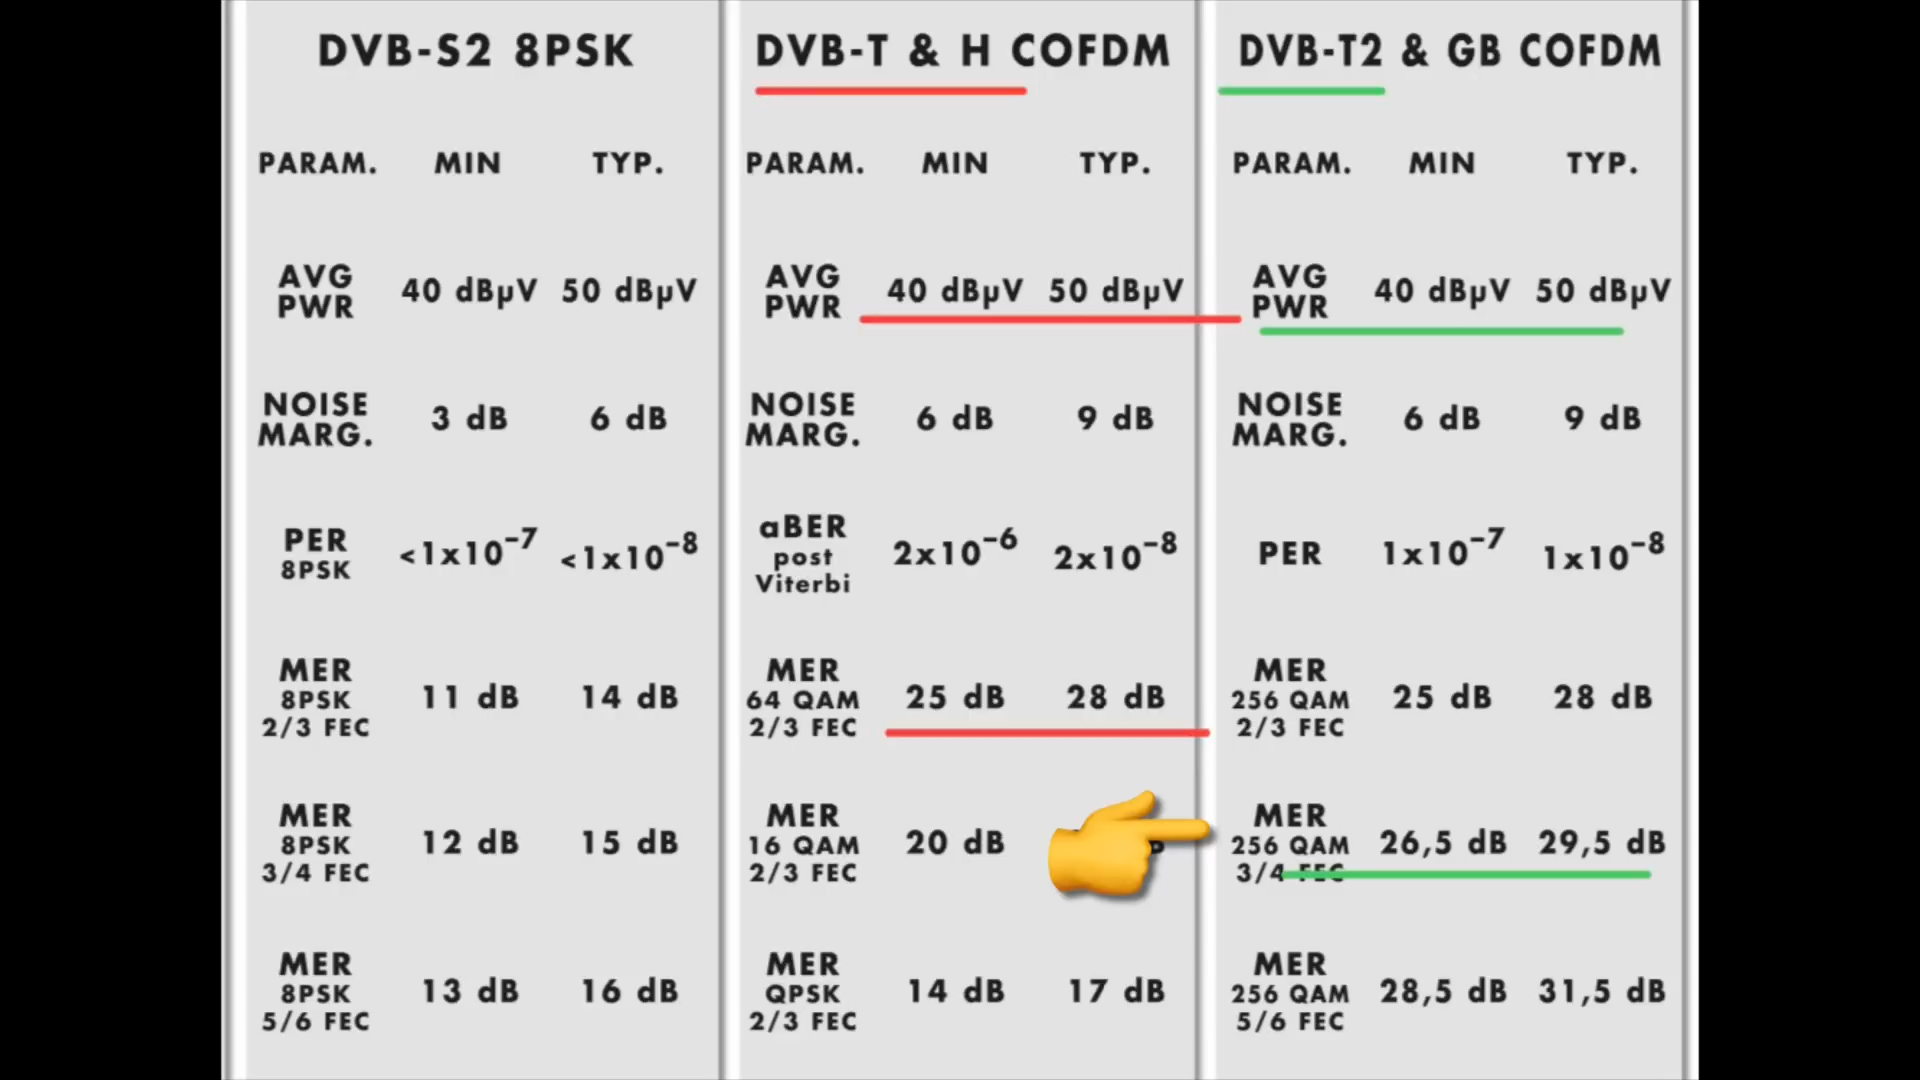 DVB-S2 8PSK
PARAM. MIN TYP.
AVG PWR 40 dBµV 50 dBµV
NOISE MARG. 3 dB 6 dB
PER 8PSK <1x10⁻⁷ <1x10⁻⁸
MER 8PSK 2/3 FEC 11 dB 14 dB
MER 8PSK 3/4 FEC 12 dB 15 dB
MER 8PSK 5/6 FEC 13 dB 16 dB
DVB-T & H COFDM
PARAM. MIN TYP.
AVG PWR 40 dBµV 50 dBµV
NOISE MARG. 6 dB 9 dB
aBER post Viterbi 2x10⁻⁶ 2x10⁻⁸
MER 64 QAM 2/3 FEC 25 dB 28 dB
MER 16 QAM 2/3 FEC 20 dB
MER QPSK 2/3 FEC 14 dB 17 dB
DVB-T2 & GB COFDM
PARAM. MIN TYP.
AVG PWR 40 dBµV 50 dBµV
NOISE MARG. 6 dB 9 dB
PER 1x10⁻⁷ 1x10⁻⁸
MER 256 QAM 2/3 FEC 25 dB 28 dB
MER 256 QAM 3/4 FEC 26,5 dB 29,5 dB
MER 256 QAM 5/6 FEC 28,5 dB 31,5 dB